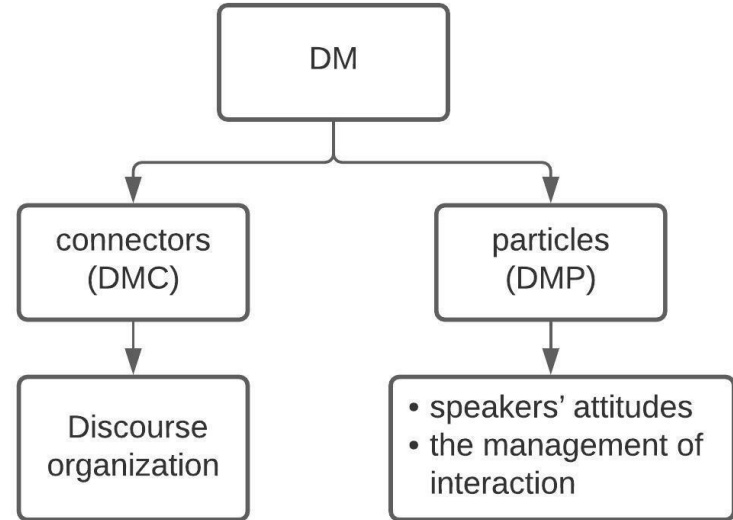 DM
connectors
(DMC)
particles
(DMP)
Discourse
organization
• speakers’ attitudes
• the management of
interaction